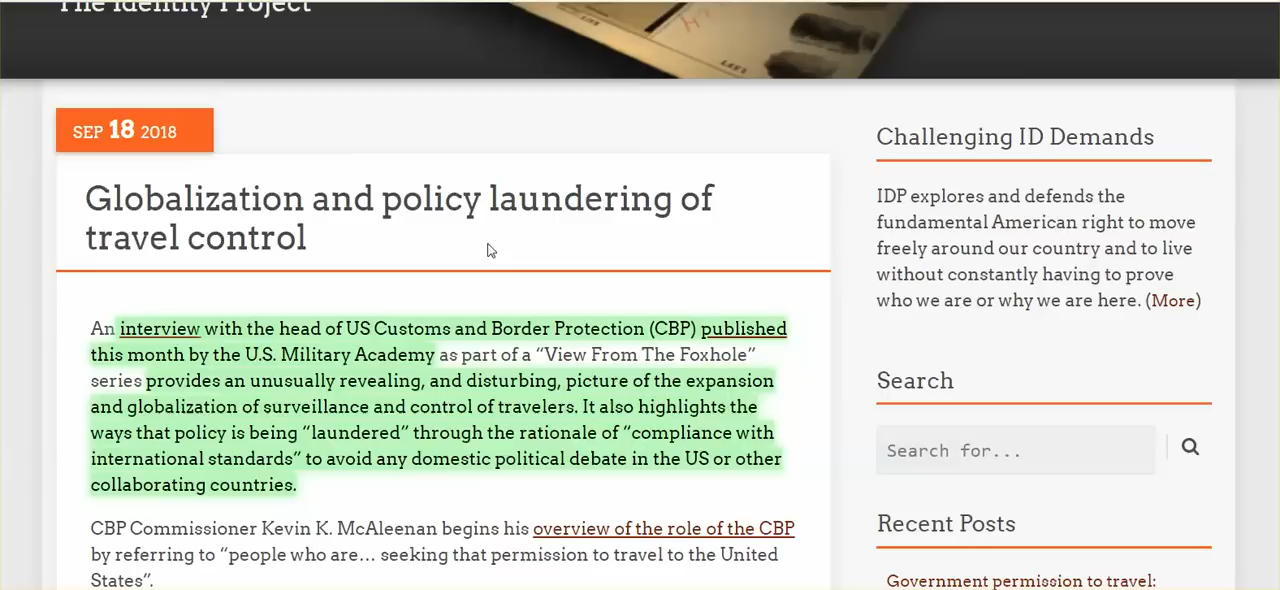 The Identity Project
SEP 18 2018
Globalization and policy laundering of
travel control
An interview with the head of US Customs and Border Protection (CBP) published
this month by the U.S. Military Academy as part of a “View From The Foxhole”
series provides an unusually revealing, and disturbing, picture of the expansion
and globalization of surveillance and control of travelers. It also highlights the
ways that policy is being “laundered” through the rationale of “compliance with
international standards” to avoid any domestic political debate in the US or other
collaborating countries.
CBP Commissioner Kevin K. McAleenan begins his overview of the role of the CBP
by referring to “people who are... seeking that permission to travel to the United
States”.
Challenging ID Demands
IDP explores and defends the
fundamental American right to move
freely around our country and to live
without constantly having to prove
who we are or why we are here. (More)
Search
Search for...
Recent Posts
Government permission to travel: